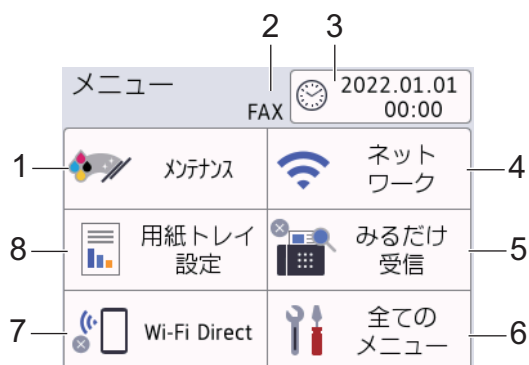 2 3
メニュー
FAX
2022.01.01
00:00
1
メンテナンス
ネット
ワーク
4
8
用紙トレイ
設定
みるだけ
受信
5
7
Wi-Fi Direct
全ての
メニュー
6